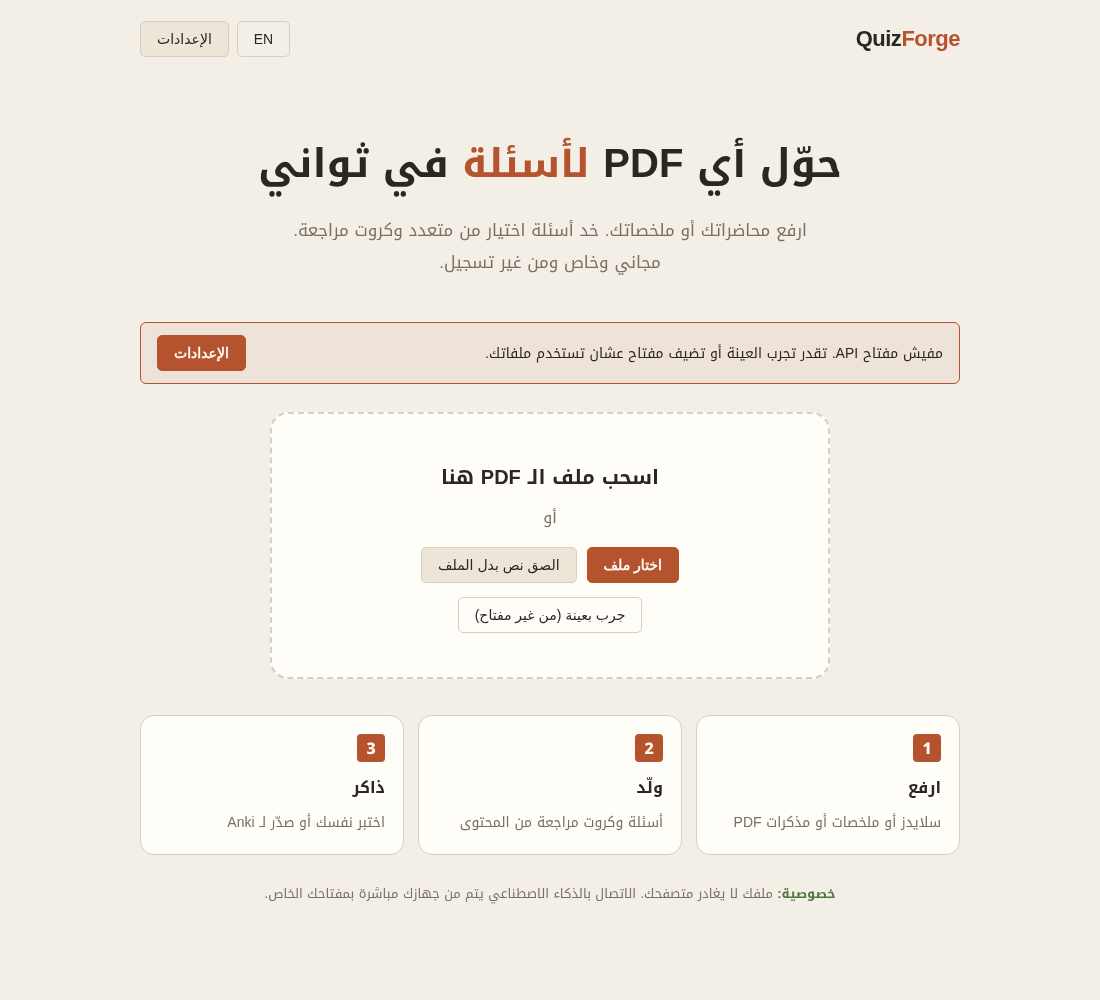 QuizForge
EN
الإعدادات
حوّل أي PDF لأسئلة في ثواني
ارفع محاضراتك أو ملخصاتك. خد أسئلة اختيار من متعدد وكروت مراجعة.
مجاني وخاص ومن غير تسجيل.
مفيش مفتاح API. تقدر تجرب العينة أو تضيف مفتاح عشان تستخدم ملفاتك.
الإعدادات
اسحب ملف الـ PDF هنا
أو
اختار ملف
الصق نص بدل الملف
جرب بعينة (من غير مفتاح)
1
ارفع
سلايدز أو ملخصات أو مذكرات PDF
2
ولّد
أسئلة وكروت مراجعة من المحتوى
3
ذاكر
اختبر نفسك أو صدّر لـ Anki
خصوصية: ملفك لا يغادر متصفحك. الاتصال بالذكاء الاصطناعي يتم من جهازك مباشرة بمفتاحك الخاص.